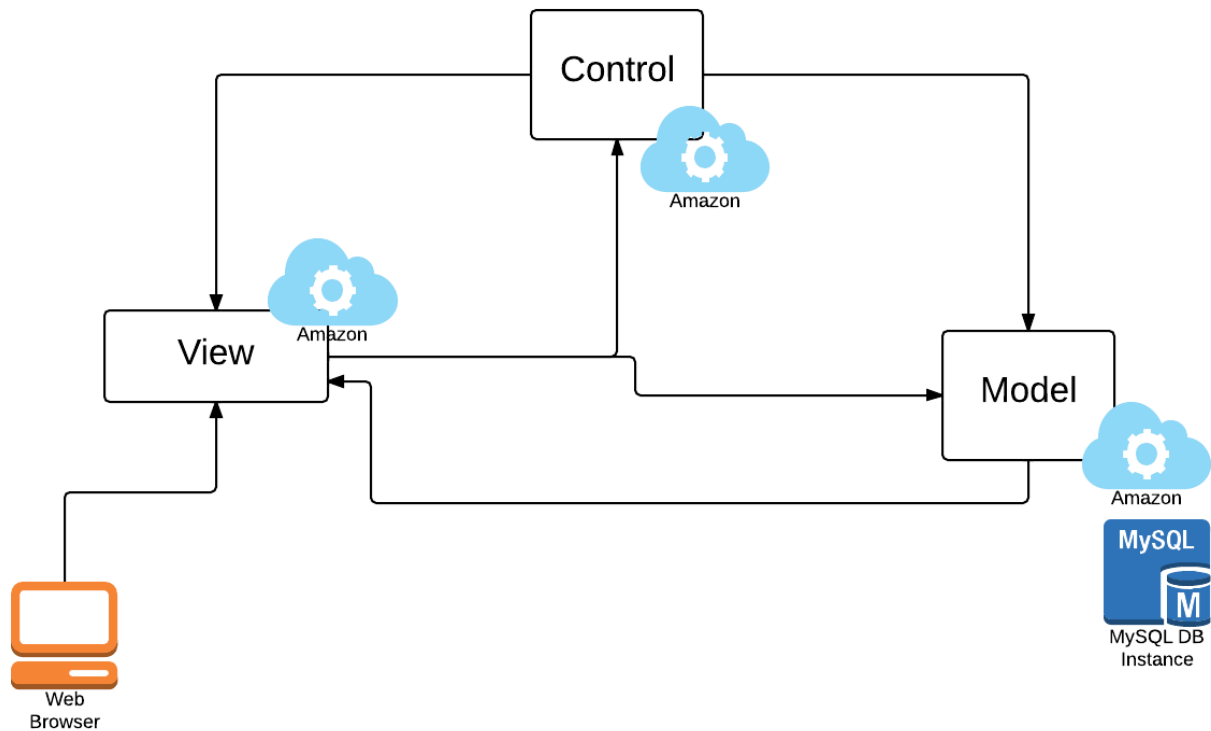 Control
Amazon
Amazon
View
Model
Amazon
MySQL
M
MySQL DB
Instance
Web
Browser